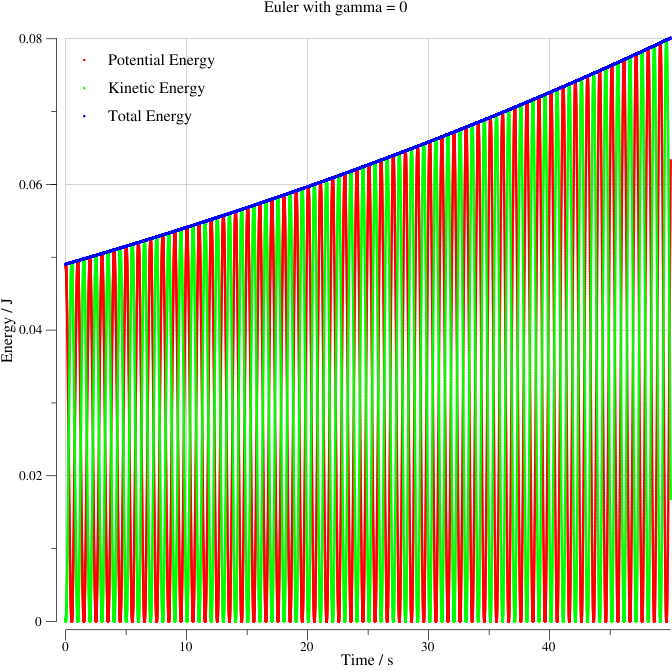 Euler with gamma = 0
0.08
Potential Energy
Kinetic Energy
Total Energy
0.06
Energy / J
0.04
0.02
0
0 10 20 30 40
Time / s